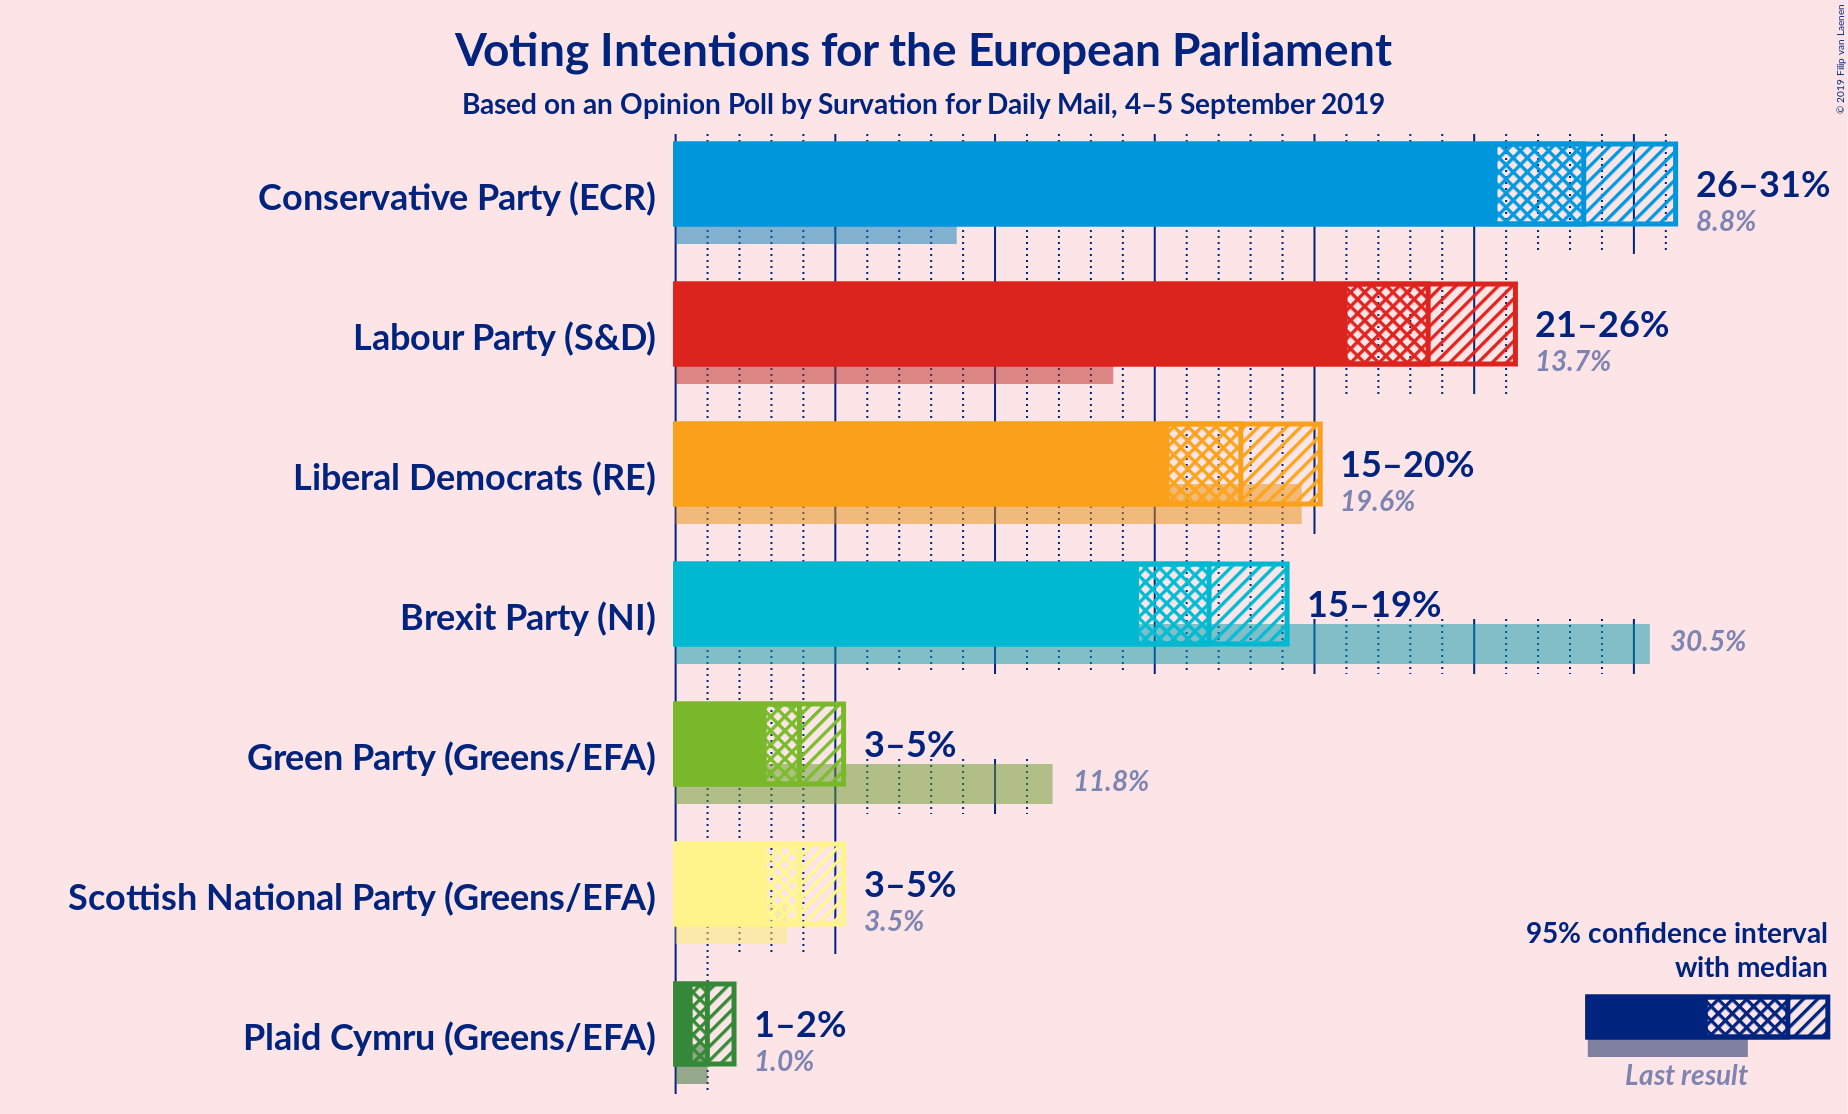 Voting Intentions for the European Parliament
Based on an Opinion Poll by Survation for Daily Mail, 4–5 September 2019
© 2019 Filip van Laenen
Conservative Party (ECR)
26–31%
8.8%
Labour Party (S&D)
21–26%
13.7%
Liberal Democrats (RE)
15–20%
19.6%
Brexit Party (NI)
15–19%
30.5%
Green Party (Greens/EFA)
3–5%
11.8%
Scottish National Party (Greens/EFA)
3–5%
3.5%
Plaid Cymru (Greens/EFA)
1–2%
1.0%
95% confidence interval
with median
Last result